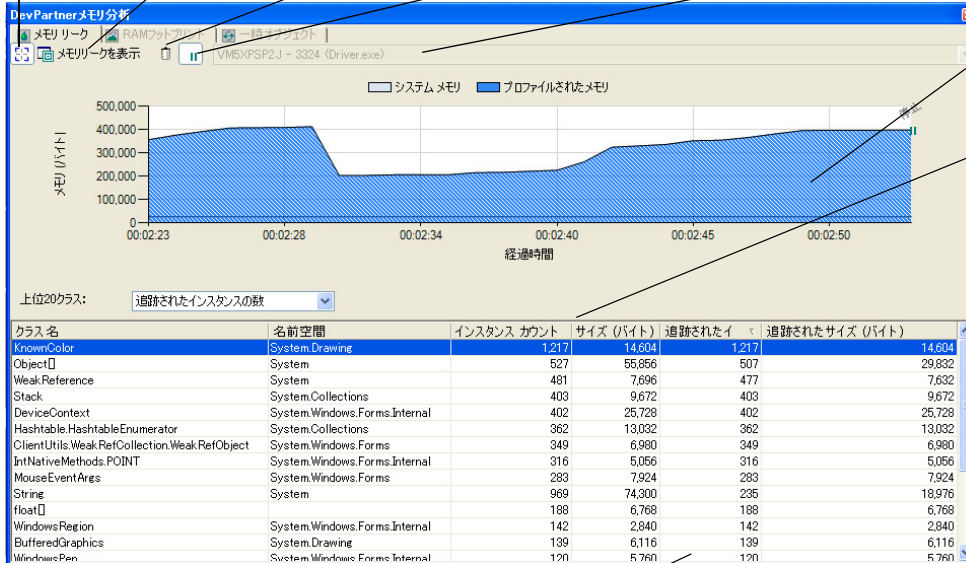 DevPartnerメモリ分析
メモリ リーク RAMフットプリント 一時オブジェクト
メモリリークを表示 VM5XPSP2J - 3324 (Driver.exe)
システム メモリ プロファイルされたメモリ
停止
500,000
400,000
300,000
200,000
100,000
0
メモリ (バイト)
00:02:23 00:02:28 00:02:34 00:02:40 00:02:45 00:02:50
経過時間
上位20クラス: 追跡されたインスタンスの数
クラス名 名前空間 インスタンス カウント サイズ (バイト) 追跡されたイ 追跡されたサイズ (バイト)
KnownColor System.Drawing 1,217 14,604 1,217 14,604
Object[] System 527 55,856 507 29,832
WeakReference System 481 7,696 477 7,632
Stack System.Collections 403 9,672 403 9,672
DeviceContext System.Windows.Forms.Internal 402 25,728 402 25,728
Hashtable.HashtableEnumerator System.Collections 362 13,032 362 13,032
ClientUtils.WeakRefCollection.WeakRefObject System.Windows.Forms 349 6,980 349 6,980
IntNativeMethods.POINT System.Windows.Forms.Internal 316 5,056 316 5,056
MouseEventArgs System.Windows.Forms 283 7,924 283 7,924
String System 969 74,300 235 18,976
float[] 188 6,768 188 6,768
WindowsRegion System.Windows.Forms.Internal 142 2,840 142 2,840
BufferedGraphics System.Drawing 139 6,116 139 6,116
WindowsPen System.Windows.Forms.Internal 120 5,760 120 5,760